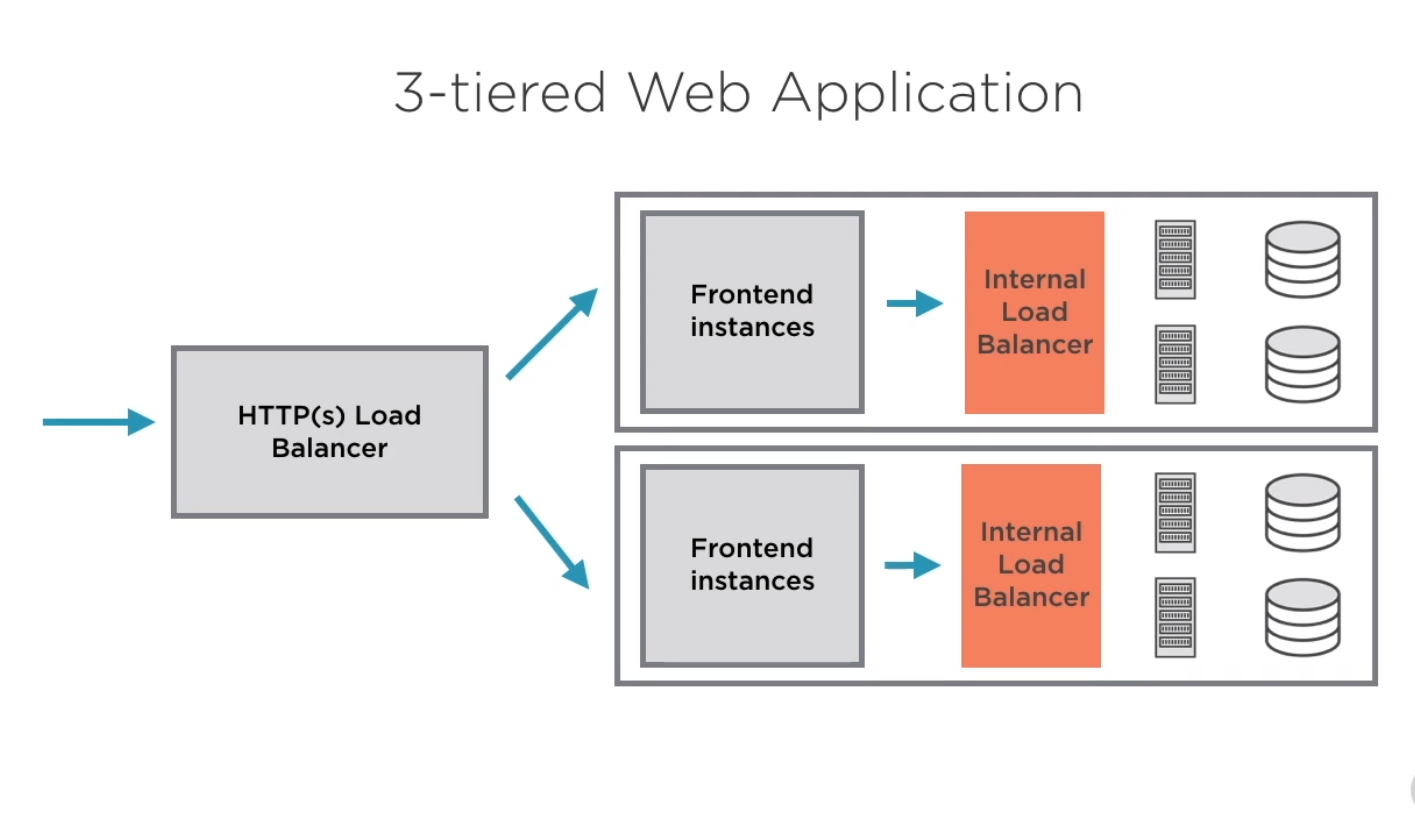 3-tiered Web Application
HTTP(s) Load
Balancer
Frontend
instances
Internal
Load
Balancer
Frontend
instances
Internal
Load
Balancer